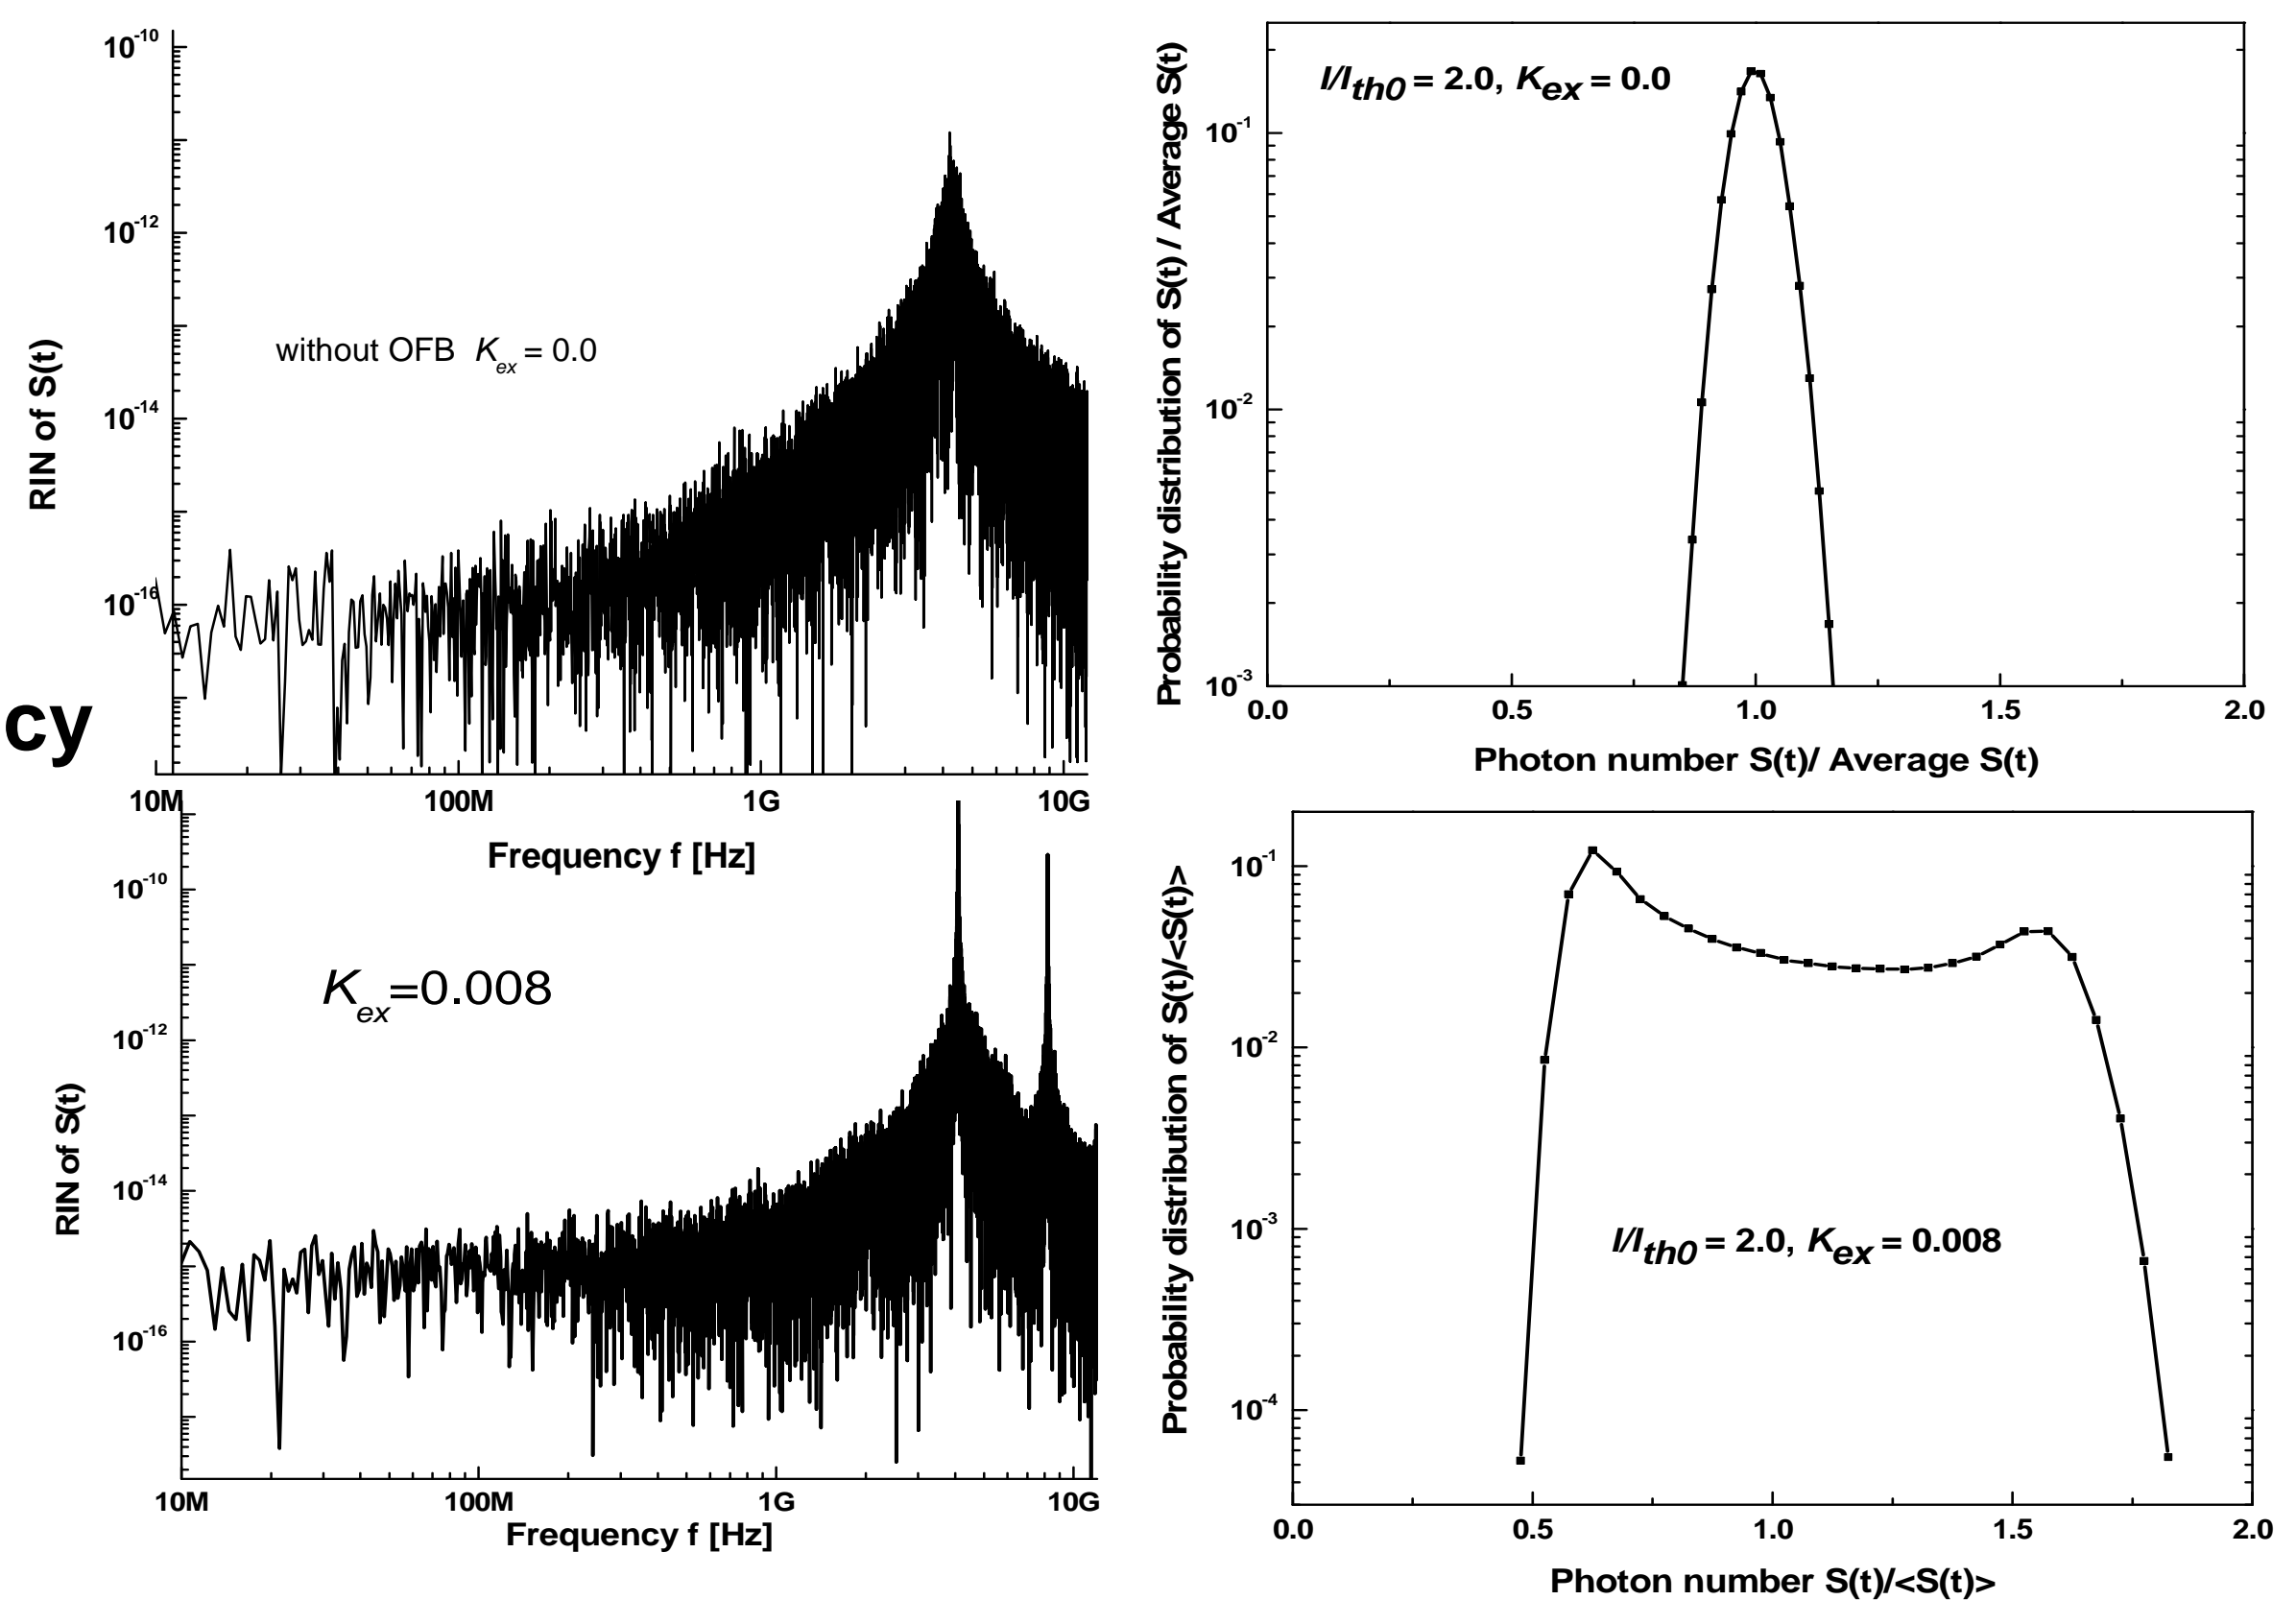 10^-10
10^-12
10^-14
10^-16
RIN of S(t)
without OFB K_ex = 0.0
cy
10M 100M 1G 10G
Frequency f [Hz]
Probability distribution of S(t) / Average S(t)
I/I_th0 = 2.0, K_ex = 0.0
10^-1
10^-2
10^-3
0.0 0.5 1.0 1.5 2.0
Photon number S(t)/ Average S(t)
10^-10
10^-12
10^-14
10^-16
RIN of S(t)
K_ex=0.008
10M 100M 1G 10G
Frequency f [Hz]
Probability distribution of S(t)/<S(t)>
10^-1
10^-2
10^-3
10^-4
I/I_th0 = 2.0, K_ex = 0.008
0.0 0.5 1.0 1.5 2.0
Photon number S(t)/<S(t)>